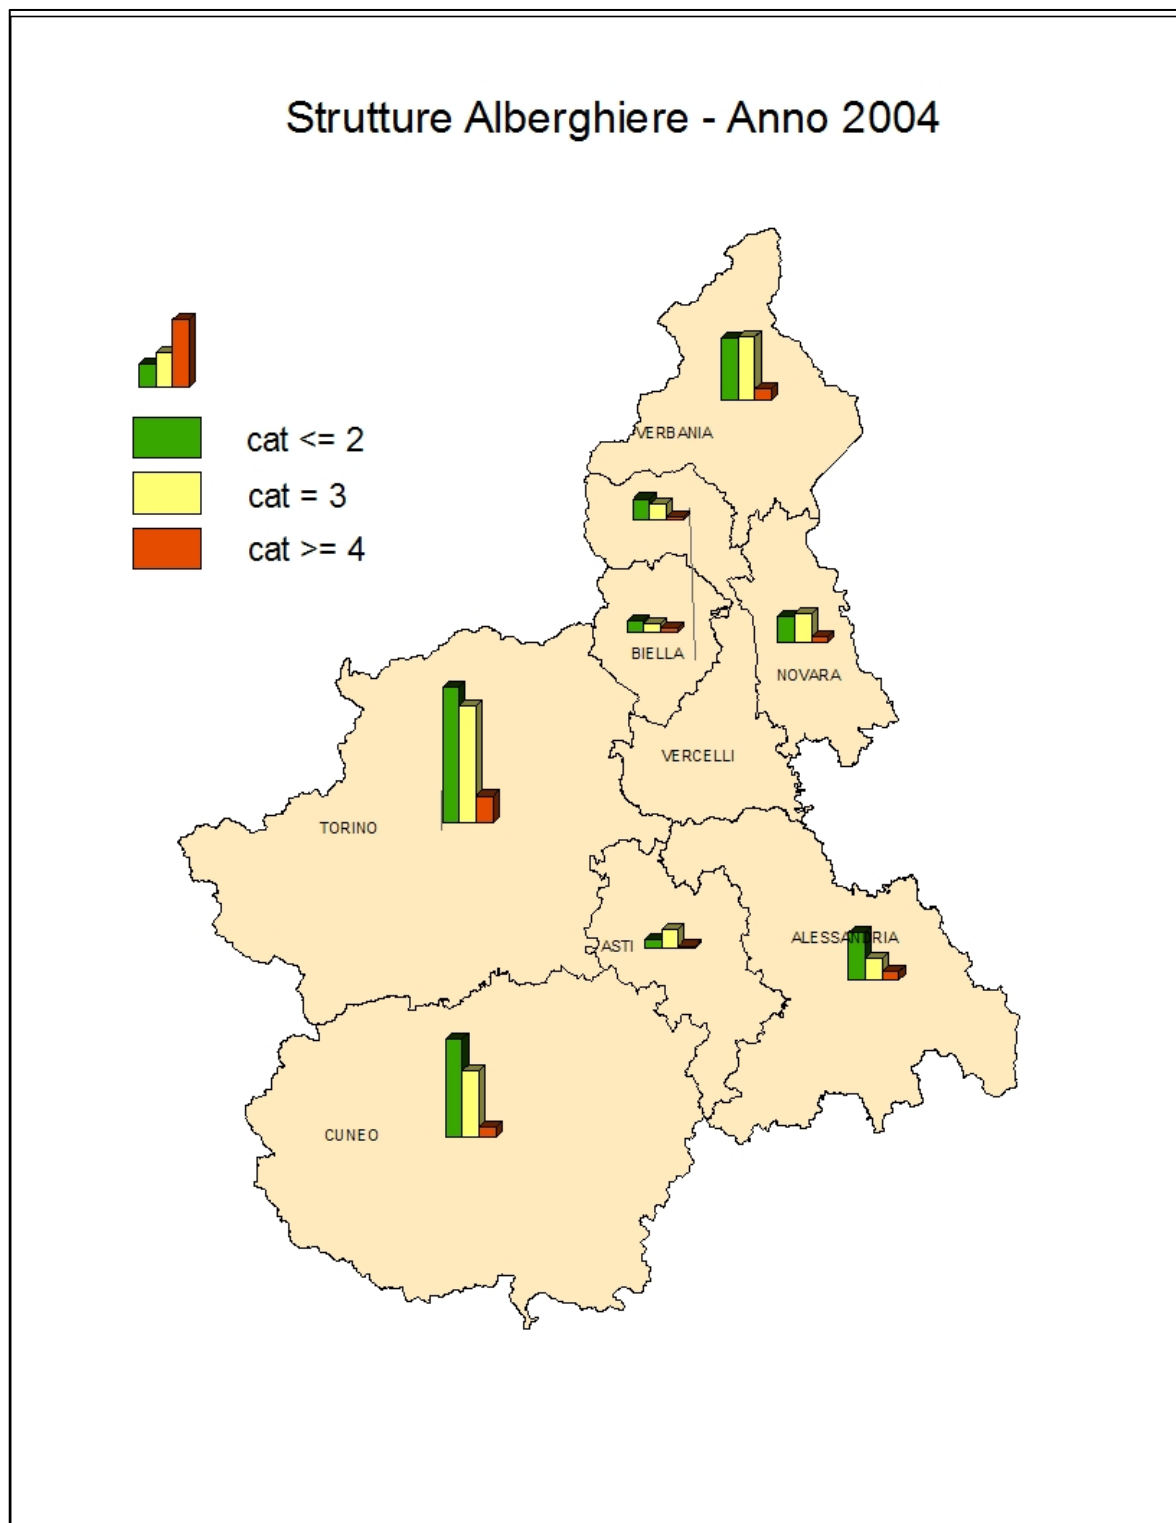 Strutture Alberghiere - Anno 2004
cat <= 2
cat = 3
cat >= 4
VERBANIA
BIELLA
NOVARA
VERCELLI
TORINO
ASTI
ALESSANDRIA
CUNEO